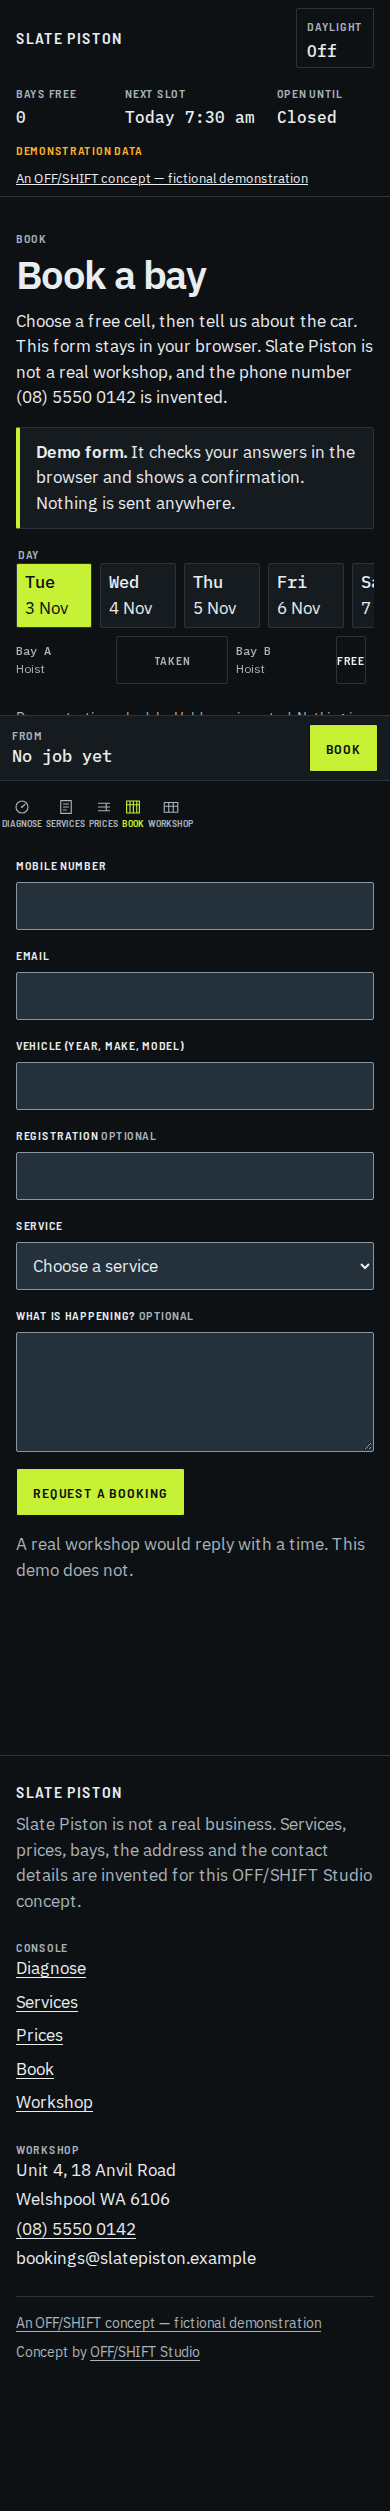 SLATE PISTON
DAYLIGHT
Off
BAYS FREE
0
NEXT SLOT
Today 7:30 am
OPEN UNTIL
Closed
DEMONSTRATION DATA
An OFF/SHIFT concept — fictional demonstration
BOOK
Book a bay
Choose a free cell, then tell us about the car.
This form stays in your browser. Slate Piston is
not a real workshop, and the phone number
(08) 5550 0142 is invented.
Demo form. It checks your answers in the
browser and shows a confirmation.
Nothing is sent anywhere.
DAY
Tue
3 Nov
Wed
4 Nov
Thu
5 Nov
Fri
6 Nov
7
Bay A
Hoist
TAKEN
Bay B
Hoist
FREE
FROM
No job yet
BOOK
DIAGNOSE SERVICES PRICES BOOK WORKSHOP
MOBILE NUMBER
EMAIL
VEHICLE (YEAR, MAKE, MODEL)
REGISTRATION OPTIONAL
SERVICE
Choose a service
WHAT IS HAPPENING? OPTIONAL
REQUEST A BOOKING
A real workshop would reply with a time. This
demo does not.
SLATE PISTON
Slate Piston is not a real business. Services,
prices, bays, the address and the contact
details are invented for this OFF/SHIFT Studio
concept.
CONSOLE
Diagnose
Services
Prices
Book
Workshop
WORKSHOP
Unit 4, 18 Anvil Road
Welshpool WA 6106
(08) 5550 0142
bookings@slatepiston.example
An OFF/SHIFT concept — fictional demonstration
Concept by OFF/SHIFT Studio